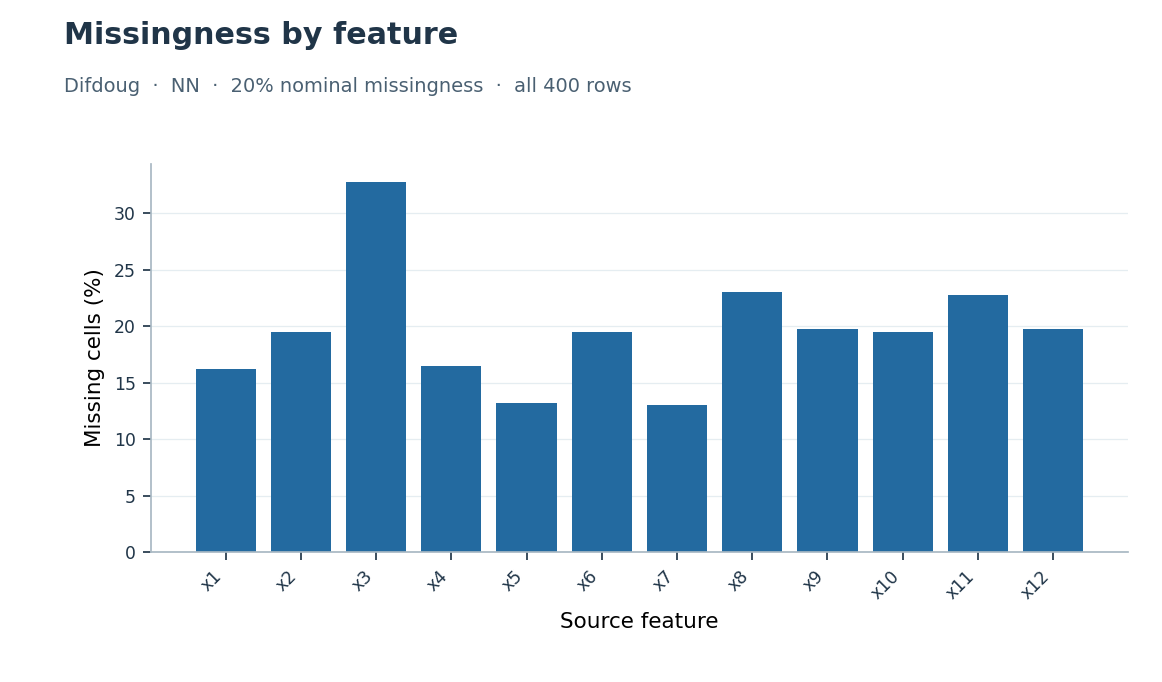 Missingness by feature
Difdoug · NN · 20% nominal missingness · all 400 rows
Missing cells (%)
30
25
20
15
10
5
0
x1 x2 x3 x4 x5 x6 x7 x8 x9 x10 x11 x12
Source feature